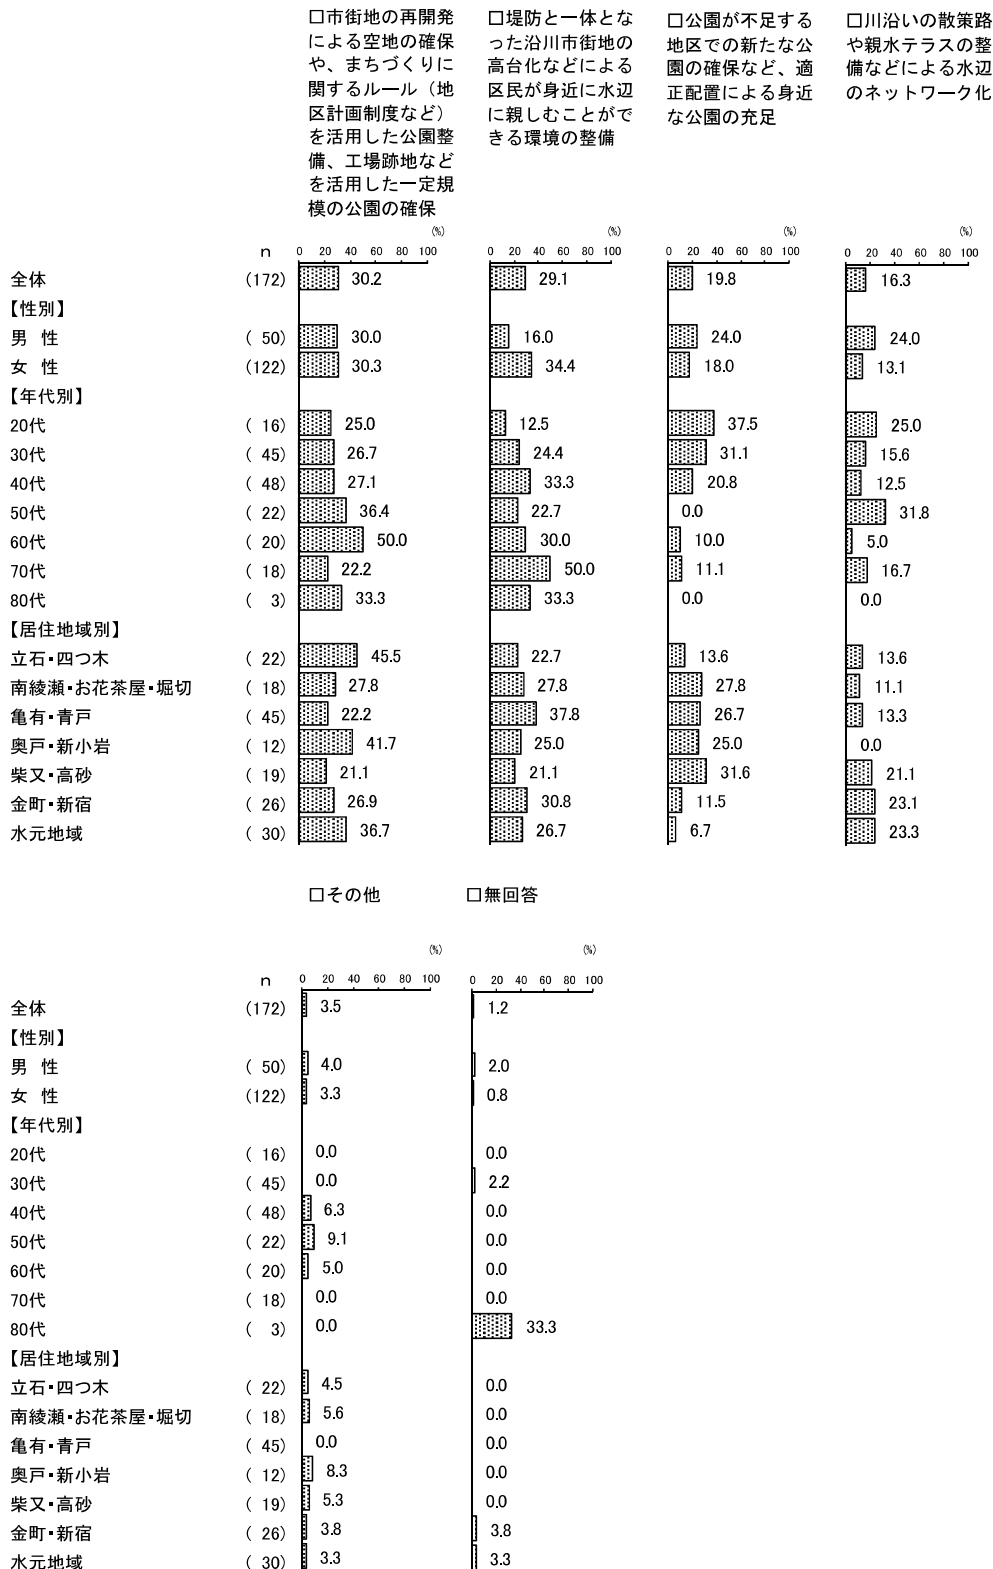 □市街地の再開発
による空地の確保
や、まちづくりに
関するルール（地
区計画制度など）
を活用した公園整
備、工場跡地など
を活用した一定規
模の公園の確保
□堤防と一体とな
った沿川市街地の
高台化などによる
区民が身近に水辺
に親しむことがで
きる環境の整備
□公園が不足する
地区での新たな公
園の確保など、適
正配置による身近
な公園の充足
□川沿いの散策路
や親水テラスの整
備などによる水辺
のネットワーク化
(%) (%) (%) (%)
n 0 20 40 60 80 100 0 20 40 60 80 100 0 20 40 60 80 100 0 20 40 60 80 100
全体 (172) 30.2 29.1 19.8 16.3
【性別】
男 性 ( 50) 30.0 16.0 24.0 24.0
女 性 (122) 30.3 34.4 18.0 13.1
【年代別】
20代 ( 16) 25.0 12.5 37.5 25.0
30代 ( 45) 26.7 24.4 31.1 15.6
40代 ( 48) 27.1 33.3 20.8 12.5
50代 ( 22) 36.4 22.7 0.0 31.8
60代 ( 20) 50.0 30.0 10.0 5.0
70代 ( 18) 22.2 50.0 11.1 16.7
80代 ( 3) 33.3 33.3 0.0 0.0
【居住地域別】
立石・四つ木 ( 22) 45.5 22.7 13.6 13.6
南綾瀬・お花茶屋・堀切 ( 18) 27.8 27.8 27.8 11.1
亀有・青戸 ( 45) 22.2 37.8 26.7 13.3
奥戸・新小岩 ( 12) 41.7 25.0 25.0 0.0
柴又・高砂 ( 19) 21.1 21.1 31.6 21.1
金町・新宿 ( 26) 26.9 30.8 11.5 23.1
水元地域 ( 30) 36.7 26.7 6.7 23.3
□その他 □無回答
(%) (%)
n 0 20 40 60 80 100 0 20 40 60 80 100
全体 (172) 3.5 1.2
【性別】
男 性 ( 50) 4.0 2.0
女 性 (122) 3.3 0.8
【年代別】
20代 ( 16) 0.0 0.0
30代 ( 45) 0.0 2.2
40代 ( 48) 6.3 0.0
50代 ( 22) 9.1 0.0
60代 ( 20) 5.0 0.0
70代 ( 18) 0.0 0.0
80代 ( 3) 0.0 33.3
【居住地域別】
立石・四つ木 ( 22) 4.5 0.0
南綾瀬・お花茶屋・堀切 ( 18) 5.6 0.0
亀有・青戸 ( 45) 0.0 0.0
奥戸・新小岩 ( 12) 8.3 0.0
柴又・高砂 ( 19) 5.3 0.0
金町・新宿 ( 26) 3.8 3.8
水元地域 ( 30) 3.3 3.3